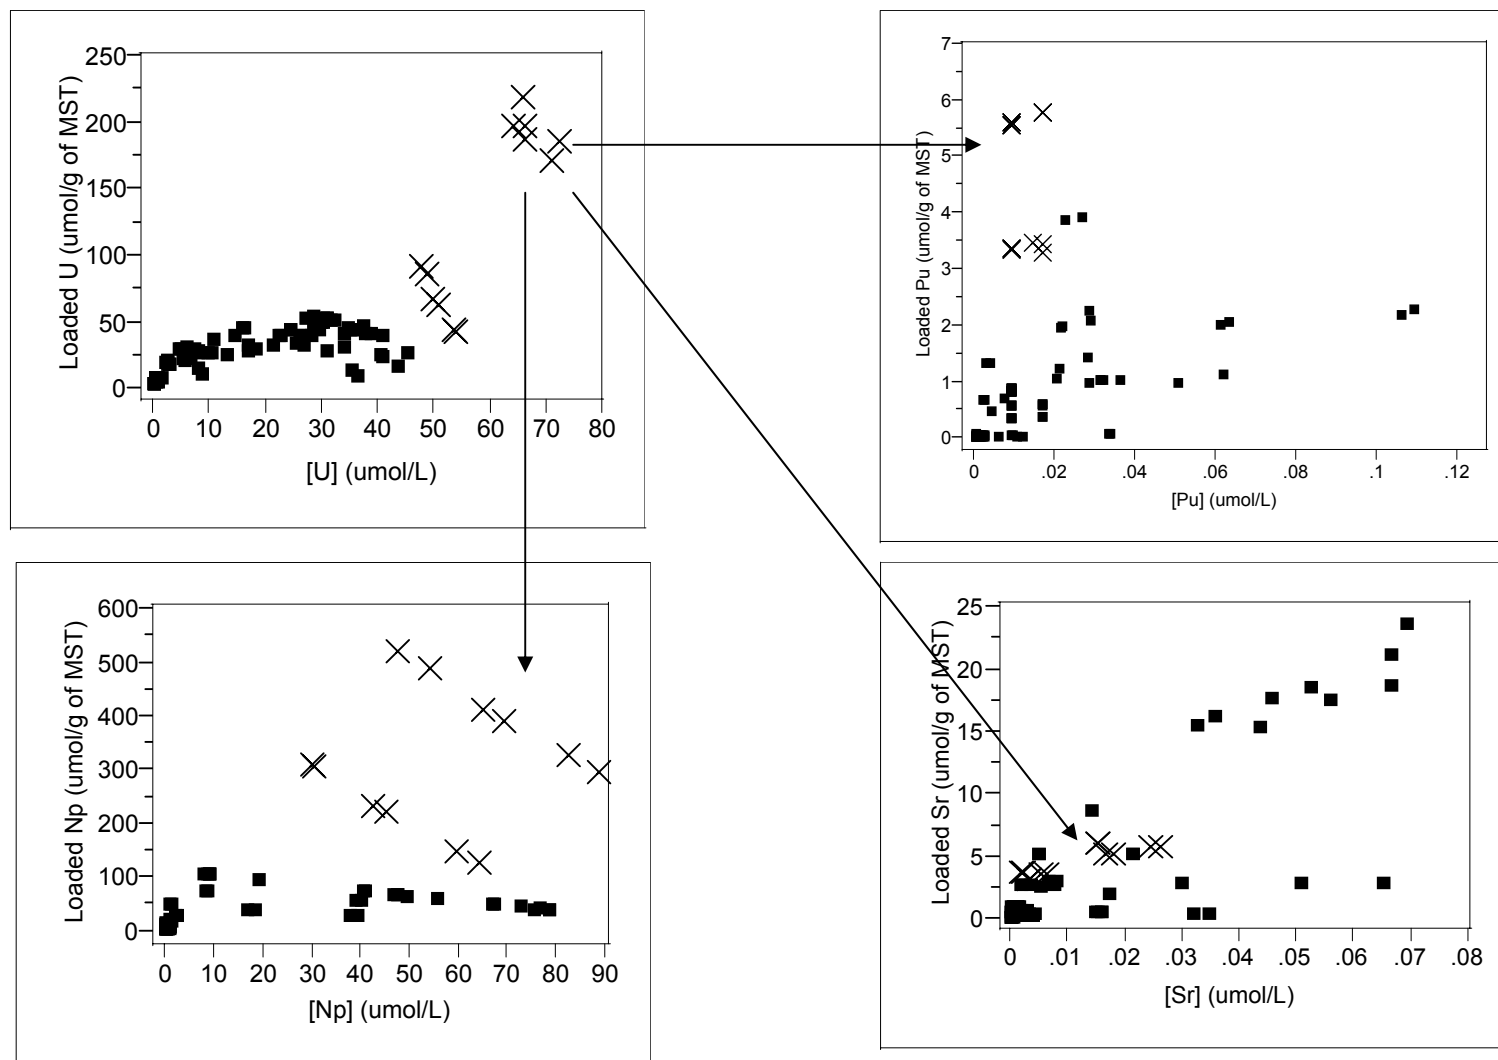 Loaded U (umol/g of MST)
250
200
150
100
50
0
0 10 20 30 40 50 60 70 80
[U] (umol/L)
Loaded Pu (umol/g of MST)
7
6
5
4
3
2
1
0
0 .02 .04 .06 .08 .1 .12
[Pu] (umol/L)
Loaded Np (umol/g of MST)
600
500
400
300
200
100
0
0 10 20 30 40 50 60 70 80 90
[Np] (umol/L)
Loaded Sr (umol/g of MST)
25
20
15
10
5
0
0 .01 .02 .03 .04 .05 .06 .07 .08
[Sr] (umol/L)